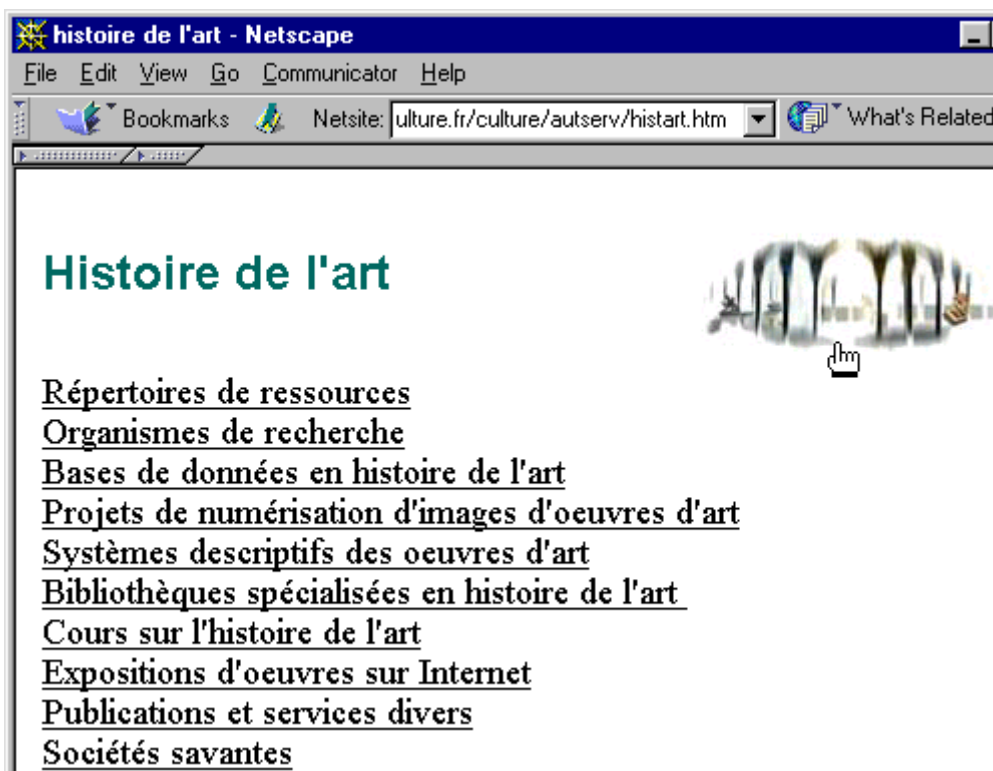 histoire de l'art - Netscape
File Edit View Go Communicator Help
Bookmarks Netsite: ulture.fr/culture/autserv/histart.htm What's Related
Histoire de l'art
Répertoires de ressources
Organismes de recherche
Bases de données en histoire de l'art
Projets de numérisation d'images d'oeuvres d'art
Systèmes descriptifs des oeuvres d'art
Bibliothèques spécialisées en histoire de l'art
Cours sur l'histoire de l'art
Expositions d'oeuvres sur Internet
Publications et services divers
Sociétés savantes